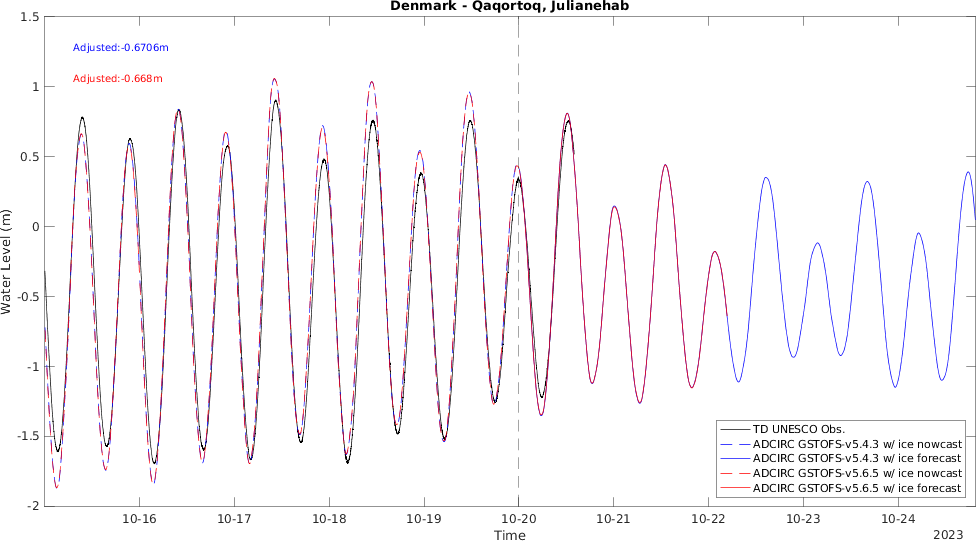 Denmark - Qaqortoq, Julianehab
1.5
1
0.5
0
-0.5
-1
-1.5
-2
Water Level (m)
Adjusted:-0.6706m
Adjusted:-0.668m
TD UNESCO Obs.
ADCIRC GSTOFS-v5.4.3 w/ ice nowcast
ADCIRC GSTOFS-v5.4.3 w/ ice forecast
ADCIRC GSTOFS-v5.6.5 w/ ice nowcast
ADCIRC GSTOFS-v5.6.5 w/ ice forecast
10-16 10-17 10-18 10-19 10-20 10-21 10-22 10-23 10-24
Time
2023